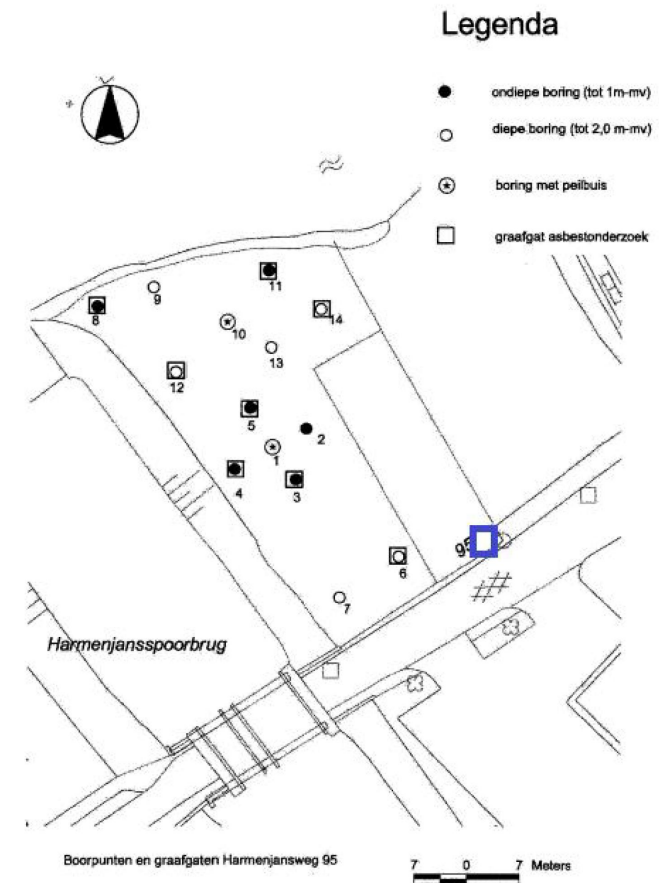 Legenda
ondiepe boring (tot 1m-mv)
diepe boring (tot 2,0 m-mv)
boring met peilbuis
graafgat asbestonderzoek
11
9
8
14
10
13
12
5
2
1
4
3
95
6
7
Harmenjansspoorbrug
Boorpunten en graafgaten Harmenjansweg 95
7 0 7 Meters